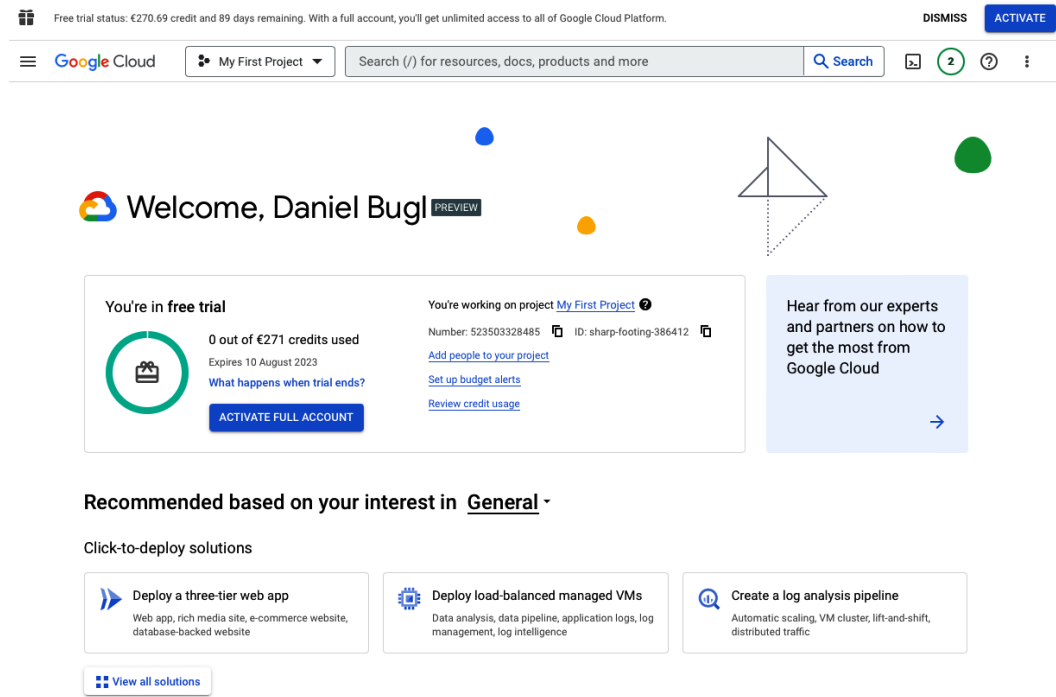 Free trial status: €270.69 credit and 89 days remaining. With a full account, you'll get unlimited access to all of Google Cloud Platform.
DISMISS
ACTIVATE
Google Cloud
My First Project
Search (/) for resources, docs, products and more
Search
2
Welcome, Daniel Bugl
PREVIEW
You're in free trial
0 out of €271 credits used
Expires 10 August 2023
What happens when trial ends?
ACTIVATE FULL ACCOUNT
You're working on project My First Project
Number: 523503328485
ID: sharp-footing-386412
Add people to your project
Set up budget alerts
Review credit usage
Hear from our experts
and partners on how to
get the most from
Google Cloud
Recommended based on your interest in General
Click-to-deploy solutions
Deploy a three-tier web app
Web app, rich media site, e-commerce website,
database-backed website
Deploy load-balanced managed VMs
Data analysis, data pipeline, application logs, log
management, log intelligence
Create a log analysis pipeline
Automatic scaling, VM cluster, lift-and-shift,
distributed traffic
View all solutions